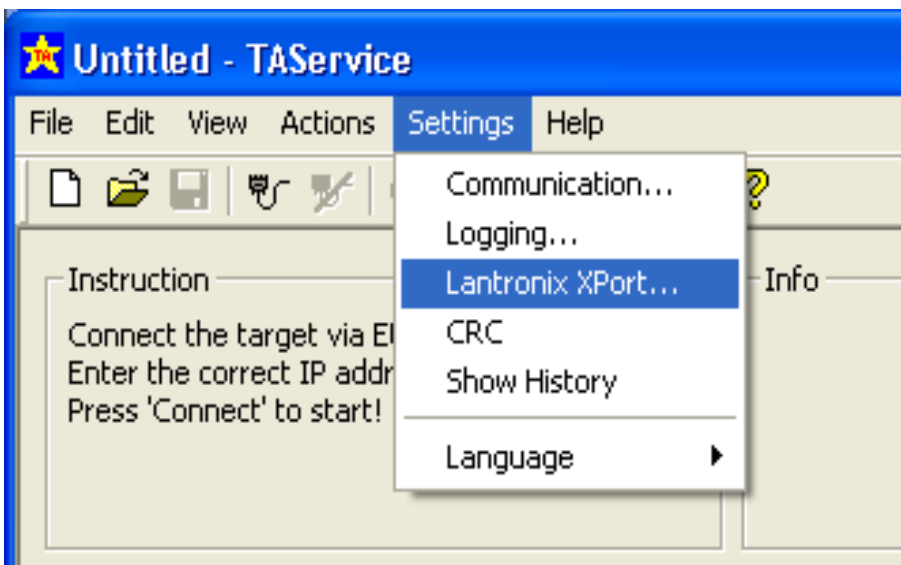 Untitled - TAService
File Edit View Actions Settings Help
Communication...
Logging...
Lantronix XPort...
CRC
Show History
Language
Instruction
Connect the target via
Enter the correct IP
Press 'Connect' to start!
Info